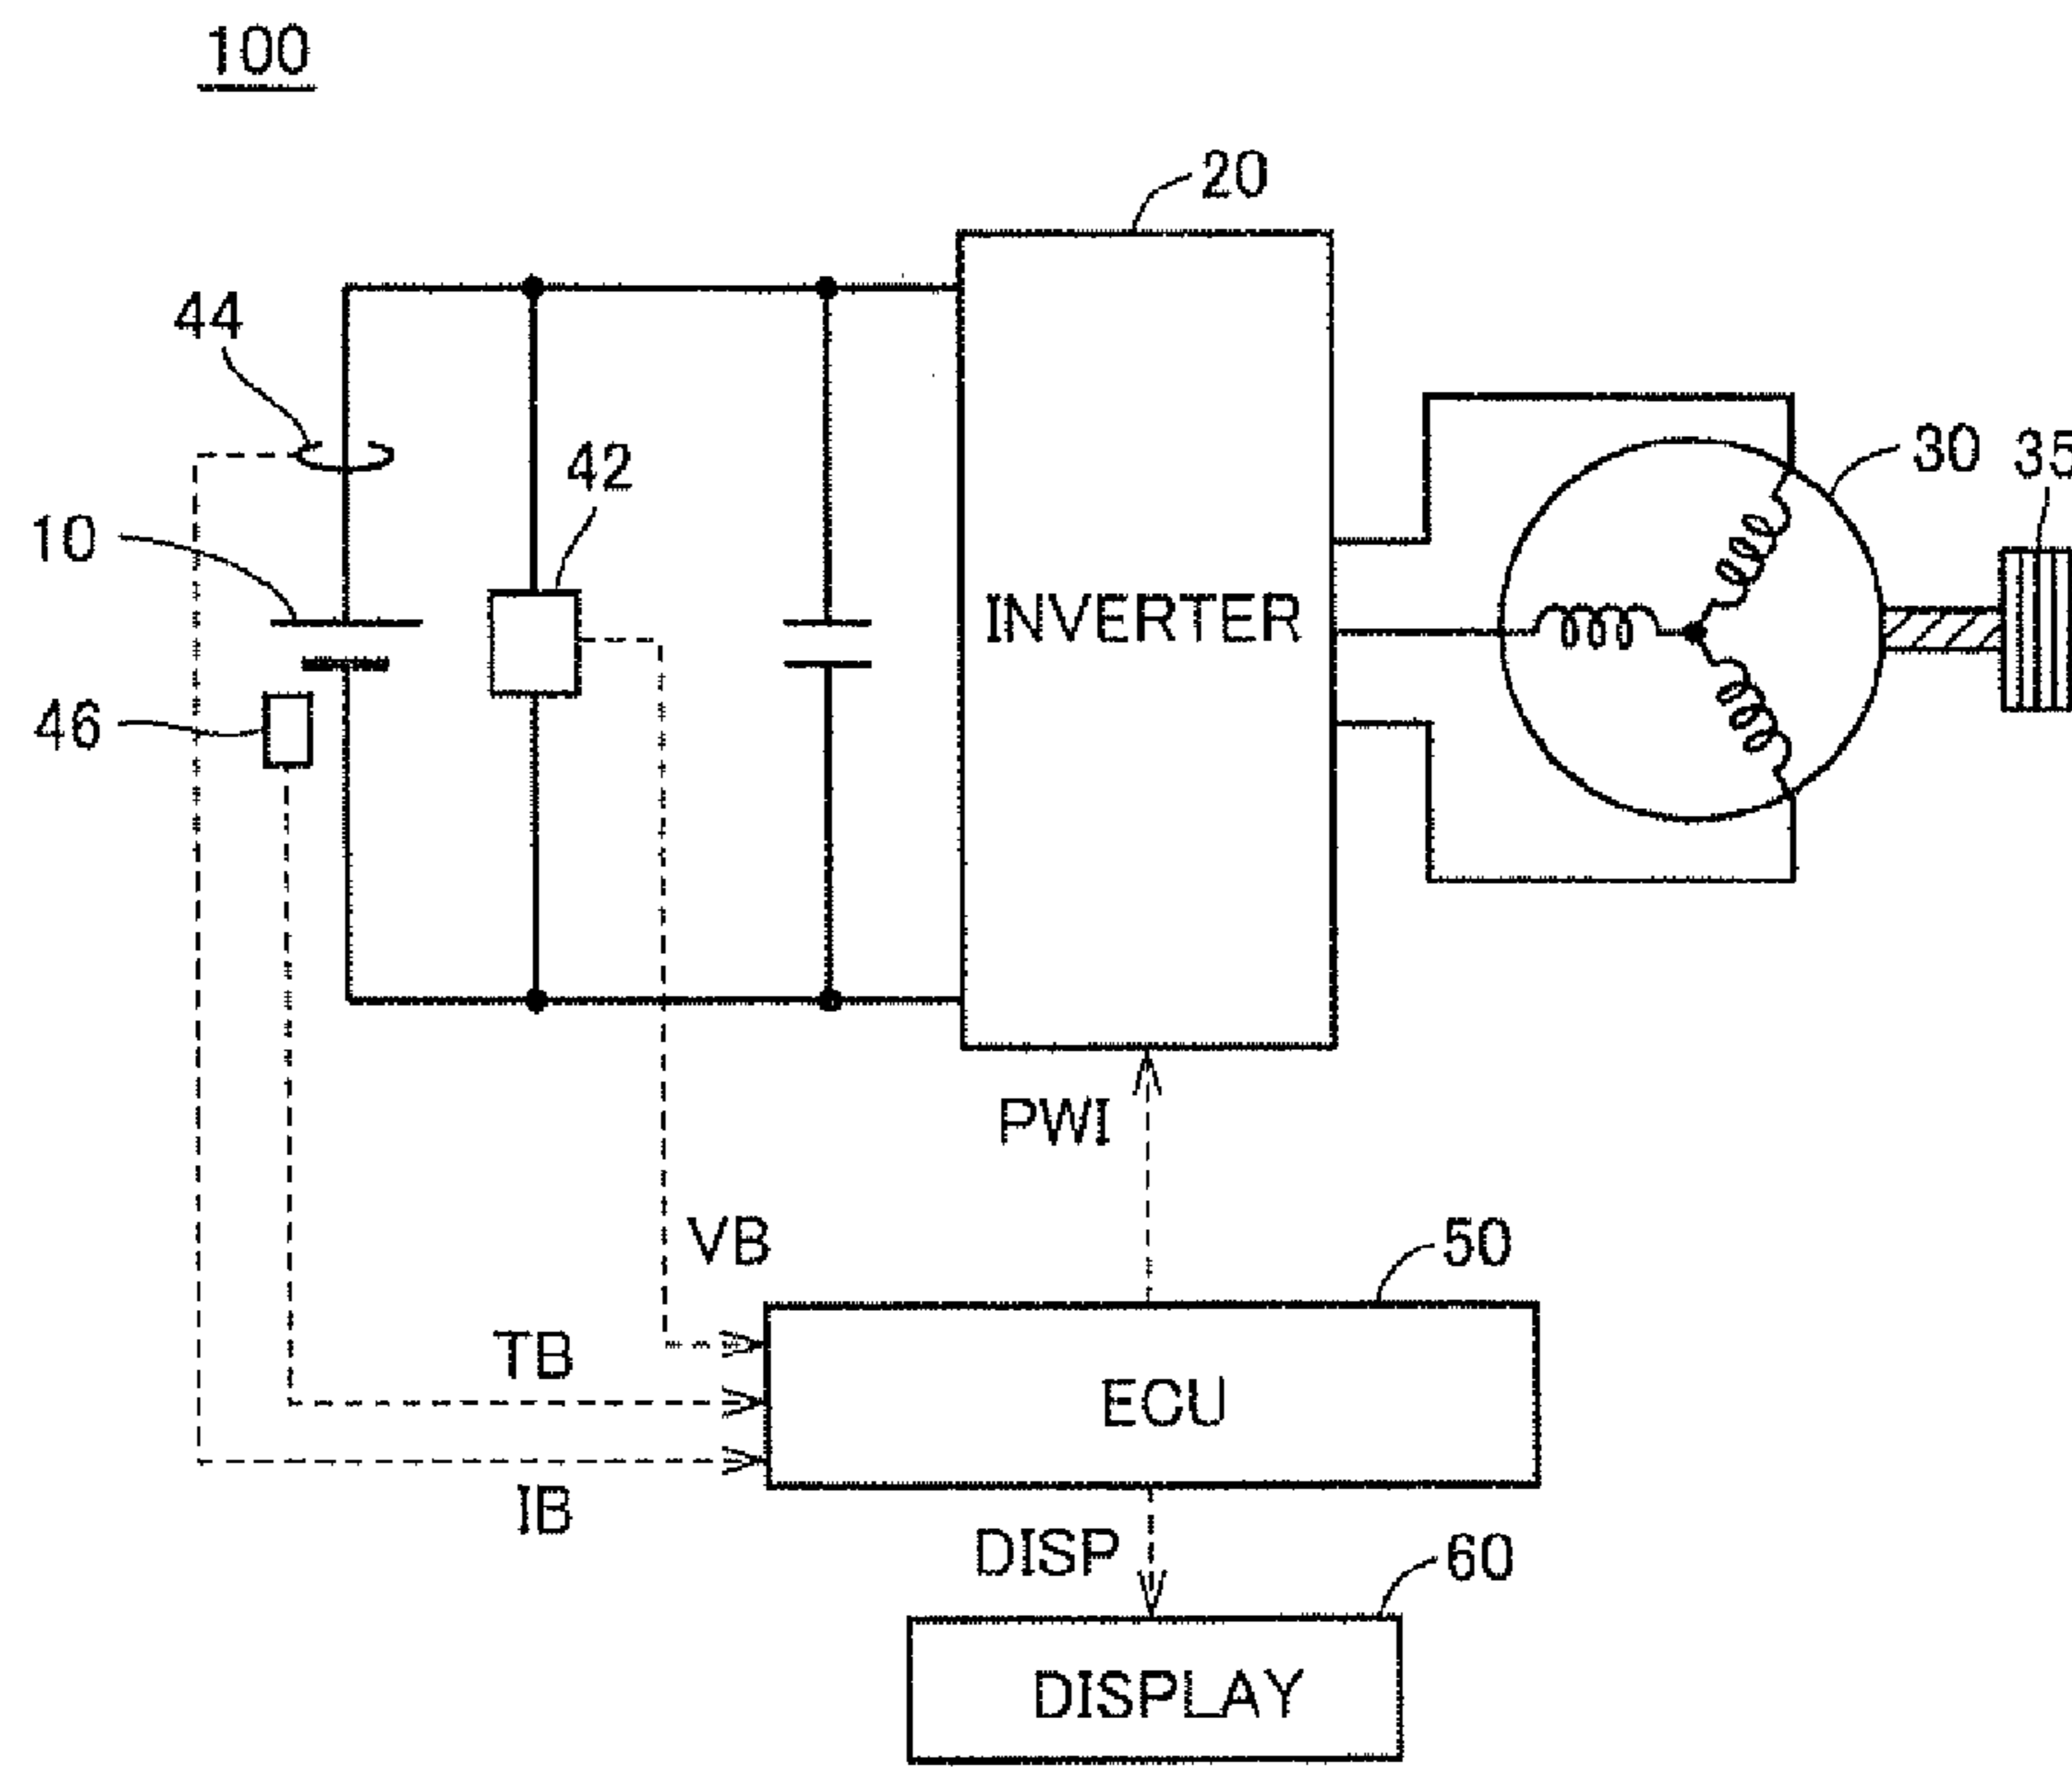 100
20
44
42
30
35
10
INVERTER
46
PWI
VB
50
TB
ECU
IB
DISP
60
DISPLAY